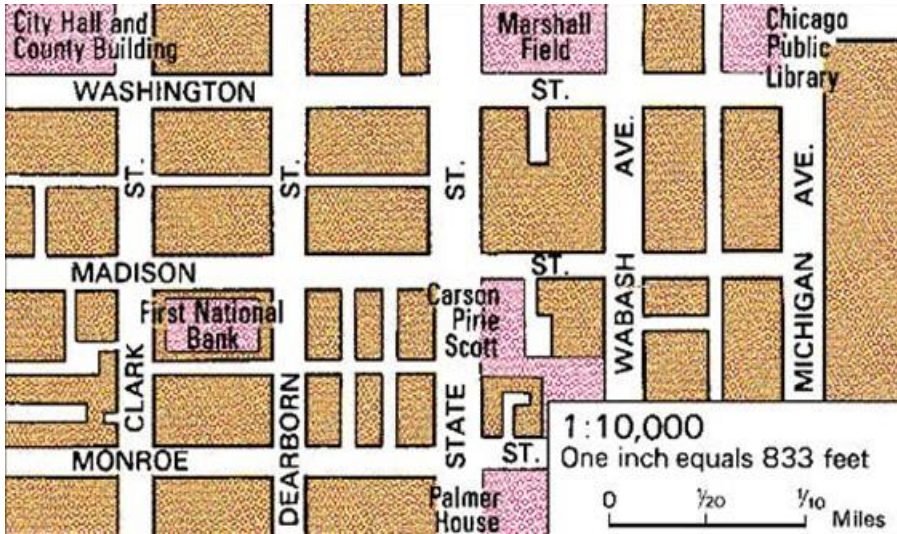 City Hall and
County Building
Marshall
Field
Chicago
Public
Library
WASHINGTON ST.
ST.
ST.
ST.
AVE.
AVE.
MADISON ST.
First National
Bank
Carson
Pirie
Scott
CLARK
DEARBORN
STATE
WABASH
MICHIGAN
MONROE ST.
Palmer
House
1:10,000
One inch equals 833 feet
0 1/20 1/10 Miles